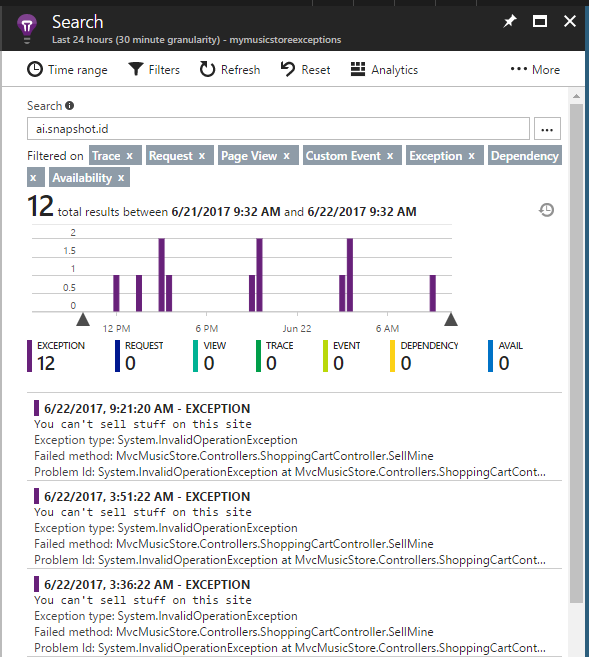 Search
Last 24 hours (30 minute granularity) - mymusicstoreexceptions
Time range Filters Refresh Reset Analytics ••• More
Search
ai.snapshot.id ...
Filtered on Trace x Request x Page View x Custom Event x Exception x Dependency
x Availability x
12 total results between 6/21/2017 9:32 AM and 6/22/2017 9:32 AM
2
1.5
1
0.5
0
12 PM 6 PM Jun 22 6 AM
EXCEPTION REQUEST VIEW TRACE EVENT DEPENDENCY AVAIL
12 0 0 0 0 0 0
6/22/2017, 9:21:20 AM - EXCEPTION
You can't sell stuff on this site
Exception type: System.InvalidOperationException
Failed method: MvcMusicStore.Controllers.ShoppingCartController.SellMine
Problem Id: System.InvalidOperationException at MvcMusicStore.Controllers.ShoppingCartCont...
6/22/2017, 3:51:22 AM - EXCEPTION
You can't sell stuff on this site
Exception type: System.InvalidOperationException
Failed method: MvcMusicStore.Controllers.ShoppingCartController.SellMine
Problem Id: System.InvalidOperationException at MvcMusicStore.Controllers.ShoppingCartCont...
6/22/2017, 3:36:22 AM - EXCEPTION
You can't sell stuff on this site
Exception type: System.InvalidOperationException
Failed method: MvcMusicStore.Controllers.ShoppingCartController.SellMine
Problem Id: System.InvalidOperationException at MvcMusicStore.Controllers.ShoppingCartCont...